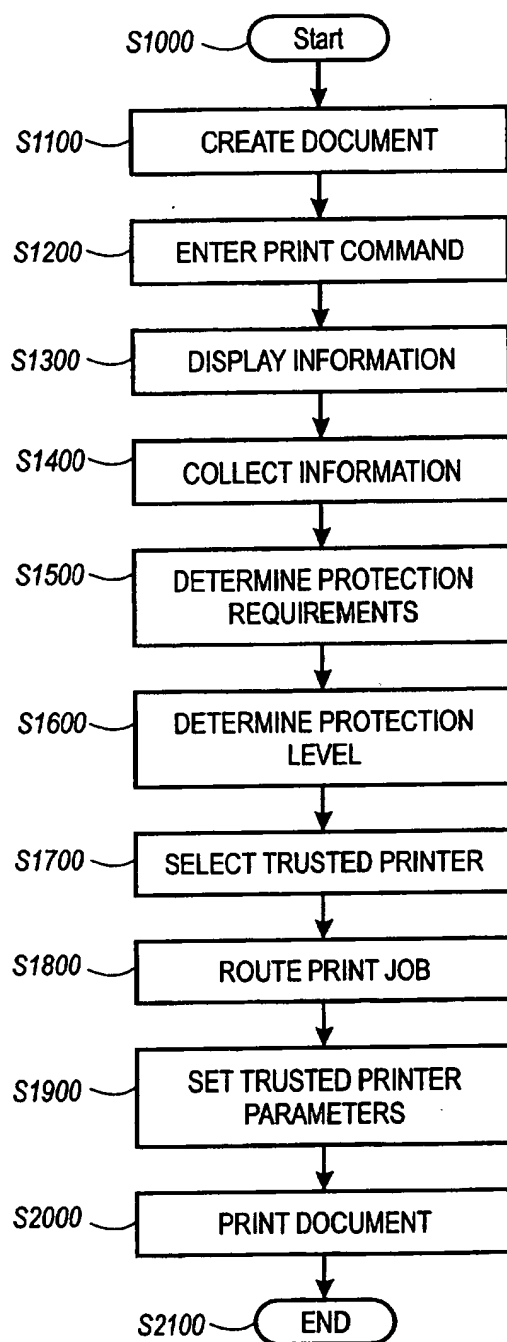 S1000 Start
S1100 CREATE DOCUMENT
S1200 ENTER PRINT COMMAND
S1300 DISPLAY INFORMATION
S1400 COLLECT INFORMATION
S1500 DETERMINE PROTECTION
REQUIREMENTS
S1600 DETERMINE PROTECTION
LEVEL
S1700 SELECT TRUSTED PRINTER
S1800 ROUTE PRINT JOB
S1900 SET TRUSTED PRINTER
PARAMETERS
S2000 PRINT DOCUMENT
S2100 END